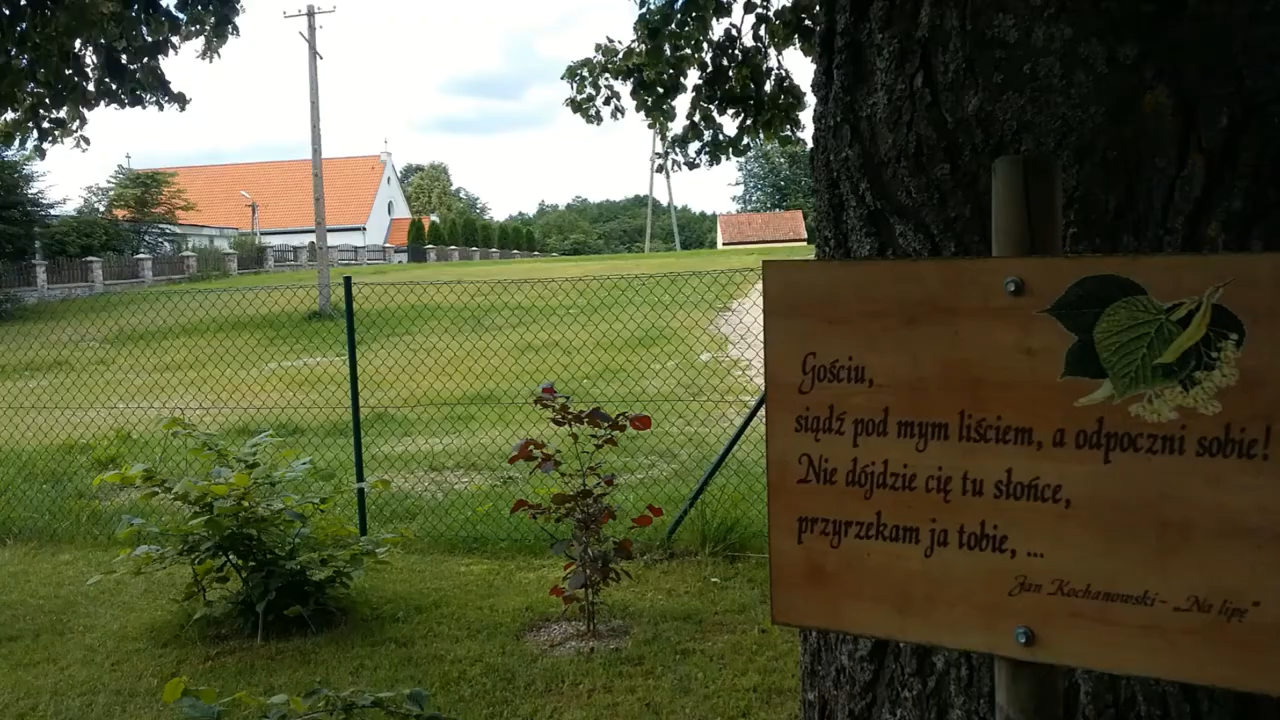 Gościu,
siądź pod mym liściem, a odpoczni sobie!
Nie dójdzie cię tu słońce,
przyrzekam ja tobie, ...
Jan Kochanowski - „Na lipę"